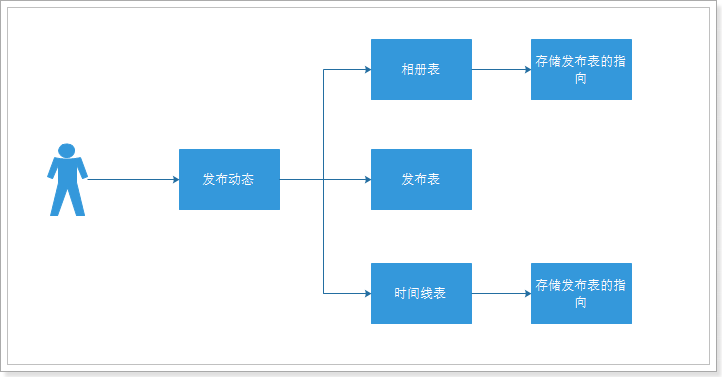 相册表
存储发布表的指
向
发布动态
发布表
时间线表
存储发布表的指
向